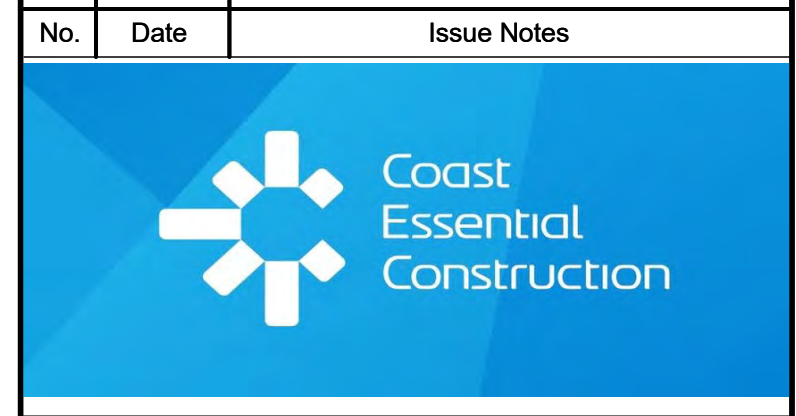 No. Date Issue Notes
Coast
Essential
Construction